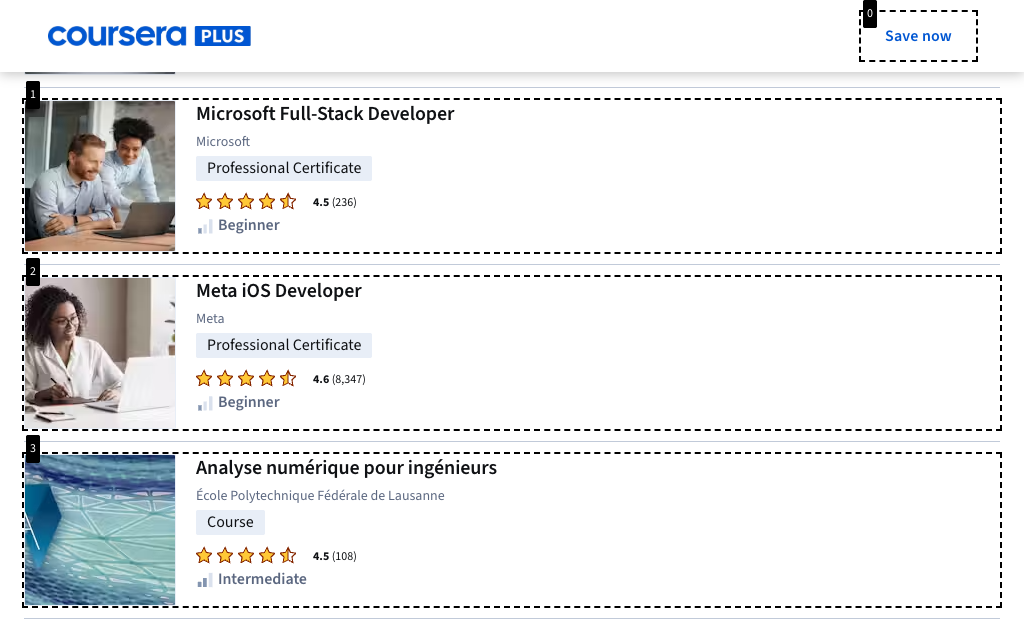 coursera PLUS
0
Save now
1
Microsoft Full-Stack Developer
Microsoft
Professional Certificate
4.5 (236)
Beginner
2
Meta iOS Developer
Meta
Professional Certificate
4.6 (8,347)
Beginner
3
Analyse numérique pour ingénieurs
École Polytechnique Fédérale de Lausanne
Course
4.5 (108)
Intermediate